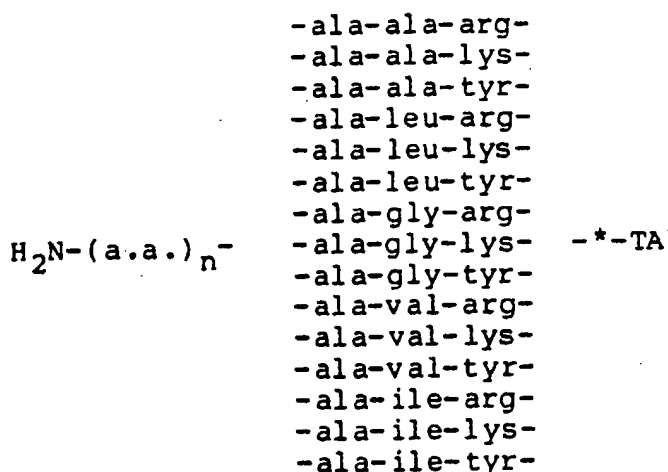 -ala-ala-arg-
-ala-ala-lys-
-ala-ala-tyr-
-ala-leu-arg-
-ala-leu-lys-
-ala-leu-tyr-
-ala-gly-arg-
H₂N-(a.a.)ₙ- -ala-gly-lys- -*-TA
-ala-gly-tyr-
-ala-val-arg-
-ala-val-lys-
-ala-val-tyr-
-ala-ile-arg-
-ala-ile-lys-
-ala-ile-tyr-